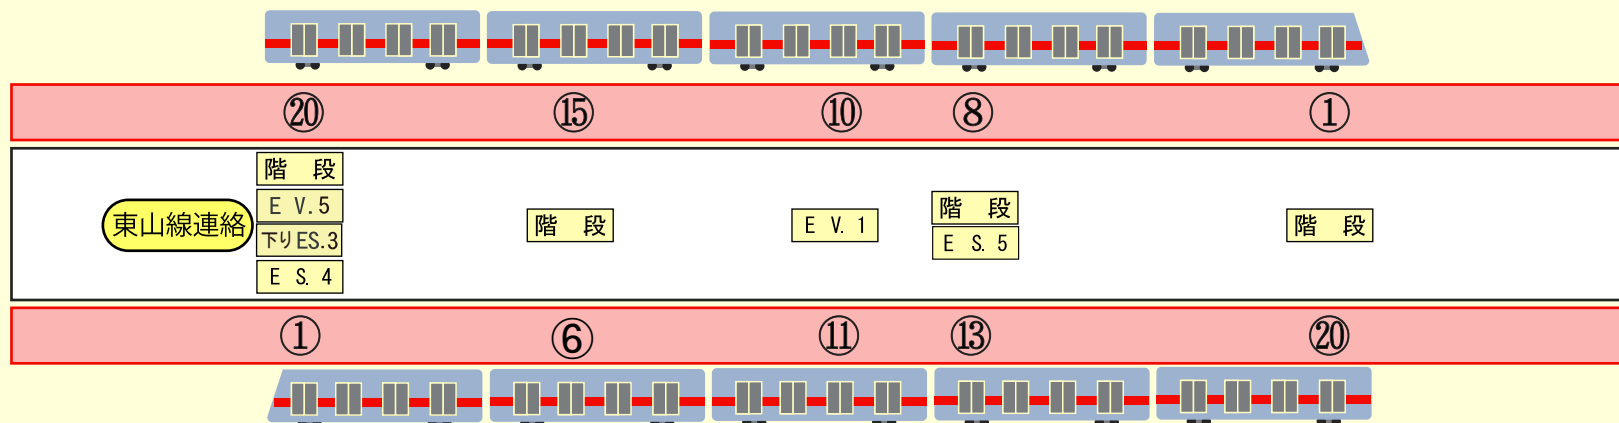 ⑳ ⑮ ⑩ ⑧ ①
階 段
E V.5
下りES.3
E S. 4
東山線連絡
階 段
E V. 1
階 段
E S. 5
階 段
① ⑥ ⑪ ⑬ ⑳